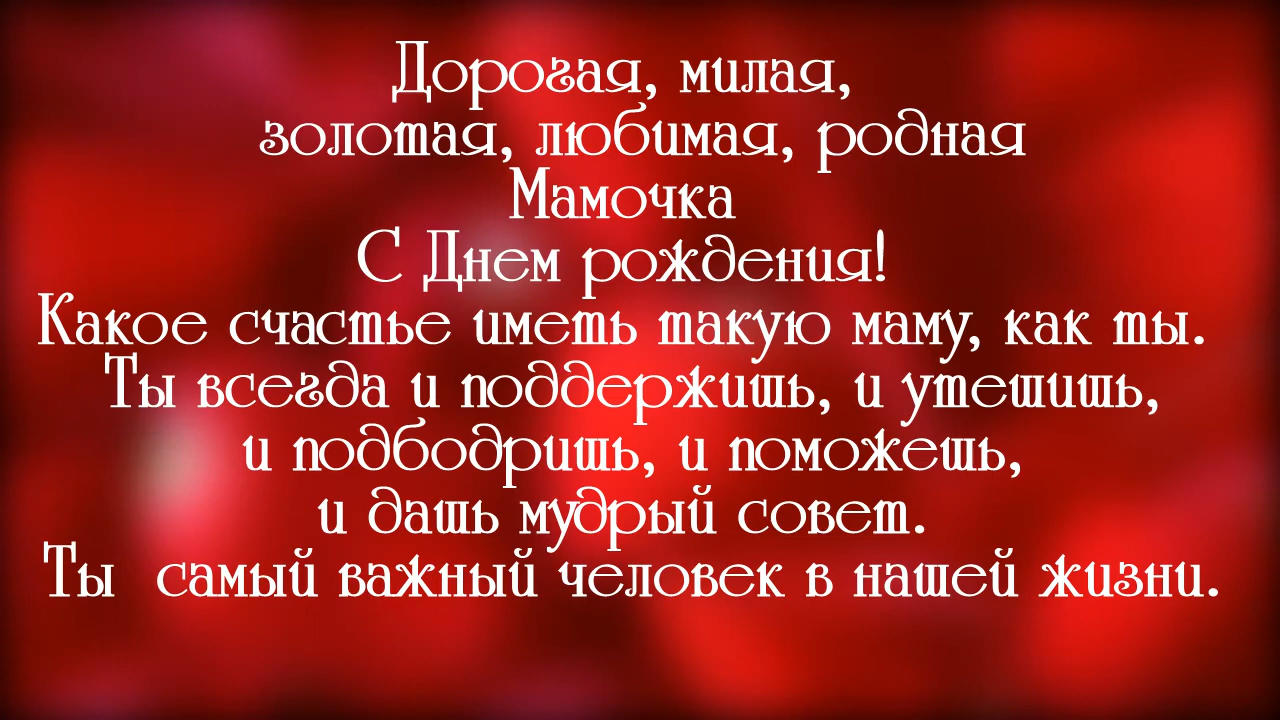 Дорогая, милая,
золотая, любимая, родная
Мамочка
С Днем рождения!
Какое счастье иметь такую маму, как ты.
Ты всегда и поддержишь, и утешишь,
и подбодришь, и поможешь,
и дашь мудрый совет.
Ты самый важный человек в нашей жизни.